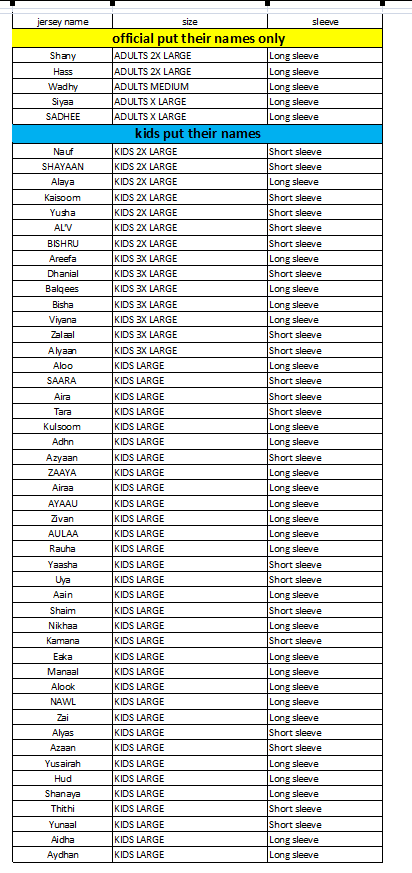 jersey name size sleeve
official put their names only
Shany ADULTS 2X LARGE Long sleeve
Hass ADULTS 2X LARGE Long sleeve
Wadhy ADULTS MEDIUM Long sleeve
Siyaa ADULTS X LARGE Long sleeve
SADHEE ADULTS X LARGE Long sleeve
kids put their names
Nauf KIDS 2X LARGE Short sleeve
SHAYAAN KIDS 2X LARGE Short sleeve
Alaya KIDS 2X LARGE Long sleeve
Kaisoom KIDS 2X LARGE Short sleeve
Yusha KIDS 2X LARGE Short sleeve
AL'V KIDS 2X LARGE Short sleeve
BISHRU KIDS 2X LARGE Short sleeve
Areefa KIDS 3X LARGE Long sleeve
Dhanial KIDS 3X LARGE Short sleeve
Balqees KIDS 3X LARGE Long sleeve
Bisha KIDS 3X LARGE Long sleeve
Viyana KIDS 3X LARGE Long sleeve
Zalaal KIDS 3X LARGE Short sleeve
Alyaan KIDS 3X LARGE Short sleeve
Aloo KIDS LARGE Long sleeve
SAARA KIDS LARGE Short sleeve
Aira KIDS LARGE Short sleeve
Tara KIDS LARGE Short sleeve
Kulsoom KIDS LARGE Long sleeve
Adhn KIDS LARGE Long sleeve
Azyaan KIDS LARGE Short sleeve
ZAAYA KIDS LARGE Long sleeve
Airaa KIDS LARGE Long sleeve
AYAAU KIDS LARGE Long sleeve
Zivan KIDS LARGE Long sleeve
AULAA KIDS LARGE Long sleeve
Rauha KIDS LARGE Long sleeve
Yaasha KIDS LARGE Short sleeve
Uya KIDS LARGE Short sleeve
Aain KIDS LARGE Long sleeve
Shaim KIDS LARGE Short sleeve
Nikhaa KIDS LARGE Long sleeve
Kamana KIDS LARGE Short sleeve
Eaka KIDS LARGE Long sleeve
Manaal KIDS LARGE Long sleeve
Alook KIDS LARGE Long sleeve
NAWL KIDS LARGE Long sleeve
Zai KIDS LARGE Long sleeve
Alyas KIDS LARGE Short sleeve
Azaan KIDS LARGE Short sleeve
Yusairah KIDS LARGE Long sleeve
Hud KIDS LARGE Long sleeve
Shanaya KIDS LARGE Long sleeve
Thithi KIDS LARGE Short sleeve
Yunaal KIDS LARGE Short sleeve
Aidha KIDS LARGE Long sleeve
Aydhan KIDS LARGE Long sleeve